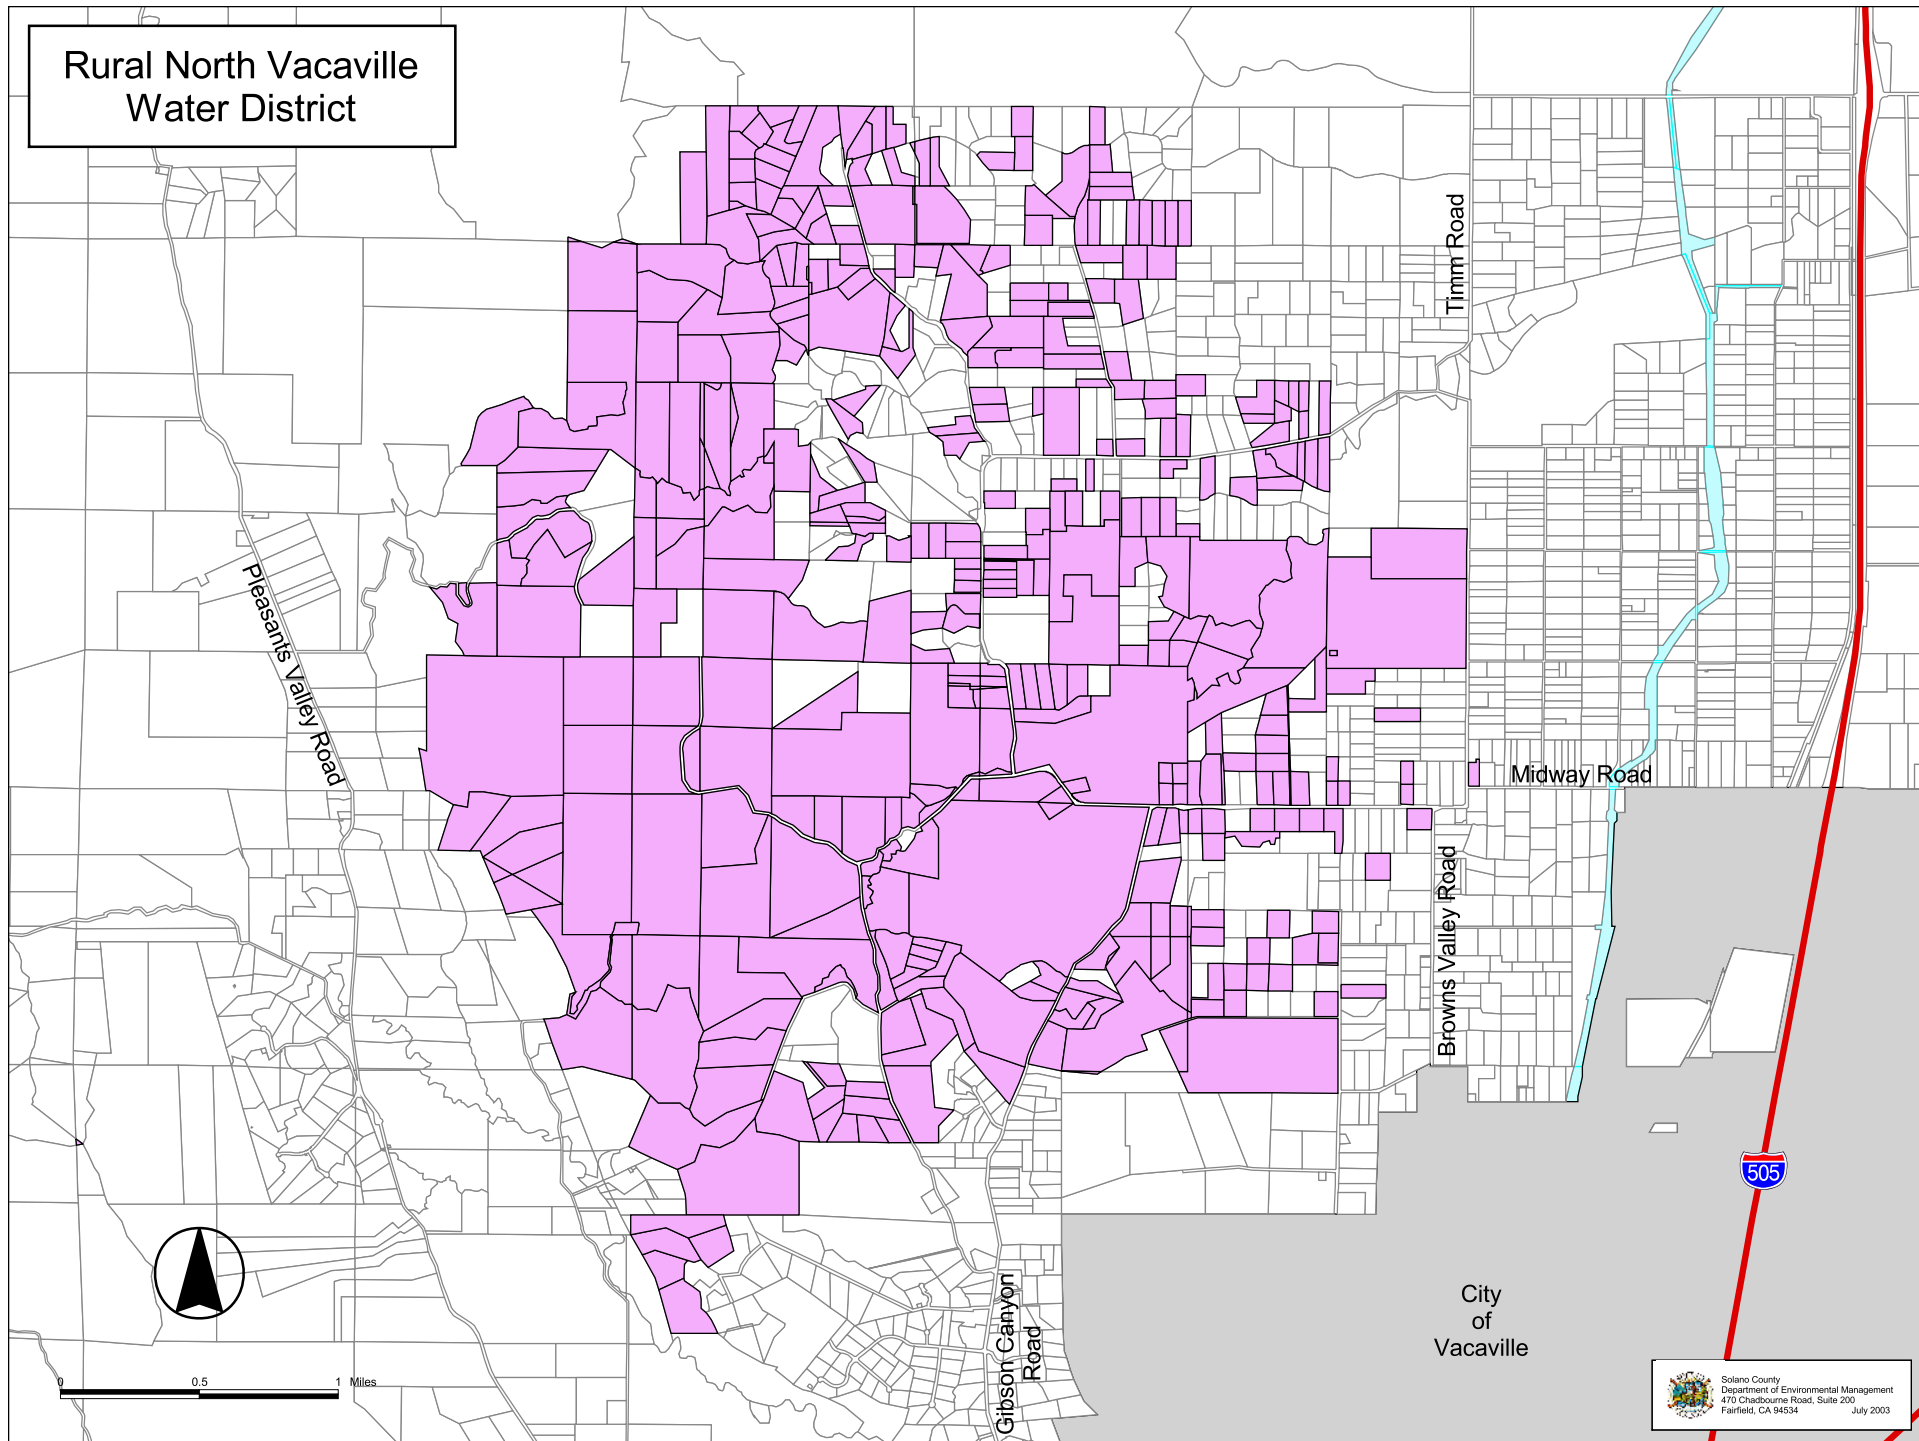 Rural North Vacaville
Water District
Timm Road
Pleasants Valley Road
Midway Road
Browns Valley Road
505
City
of
Vacaville
Gibson Canyon
Road
0 0.5 1 Miles
Solano County
Department of Environmental Management
470 Chadbourne Road, Suite 200
Fairfield, CA 94534 July 2003